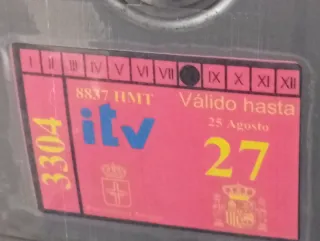 I II III IV V VI VII IX X XI XII
8837 HMT
Válido hasta
25 Agosto
itv
27
3304